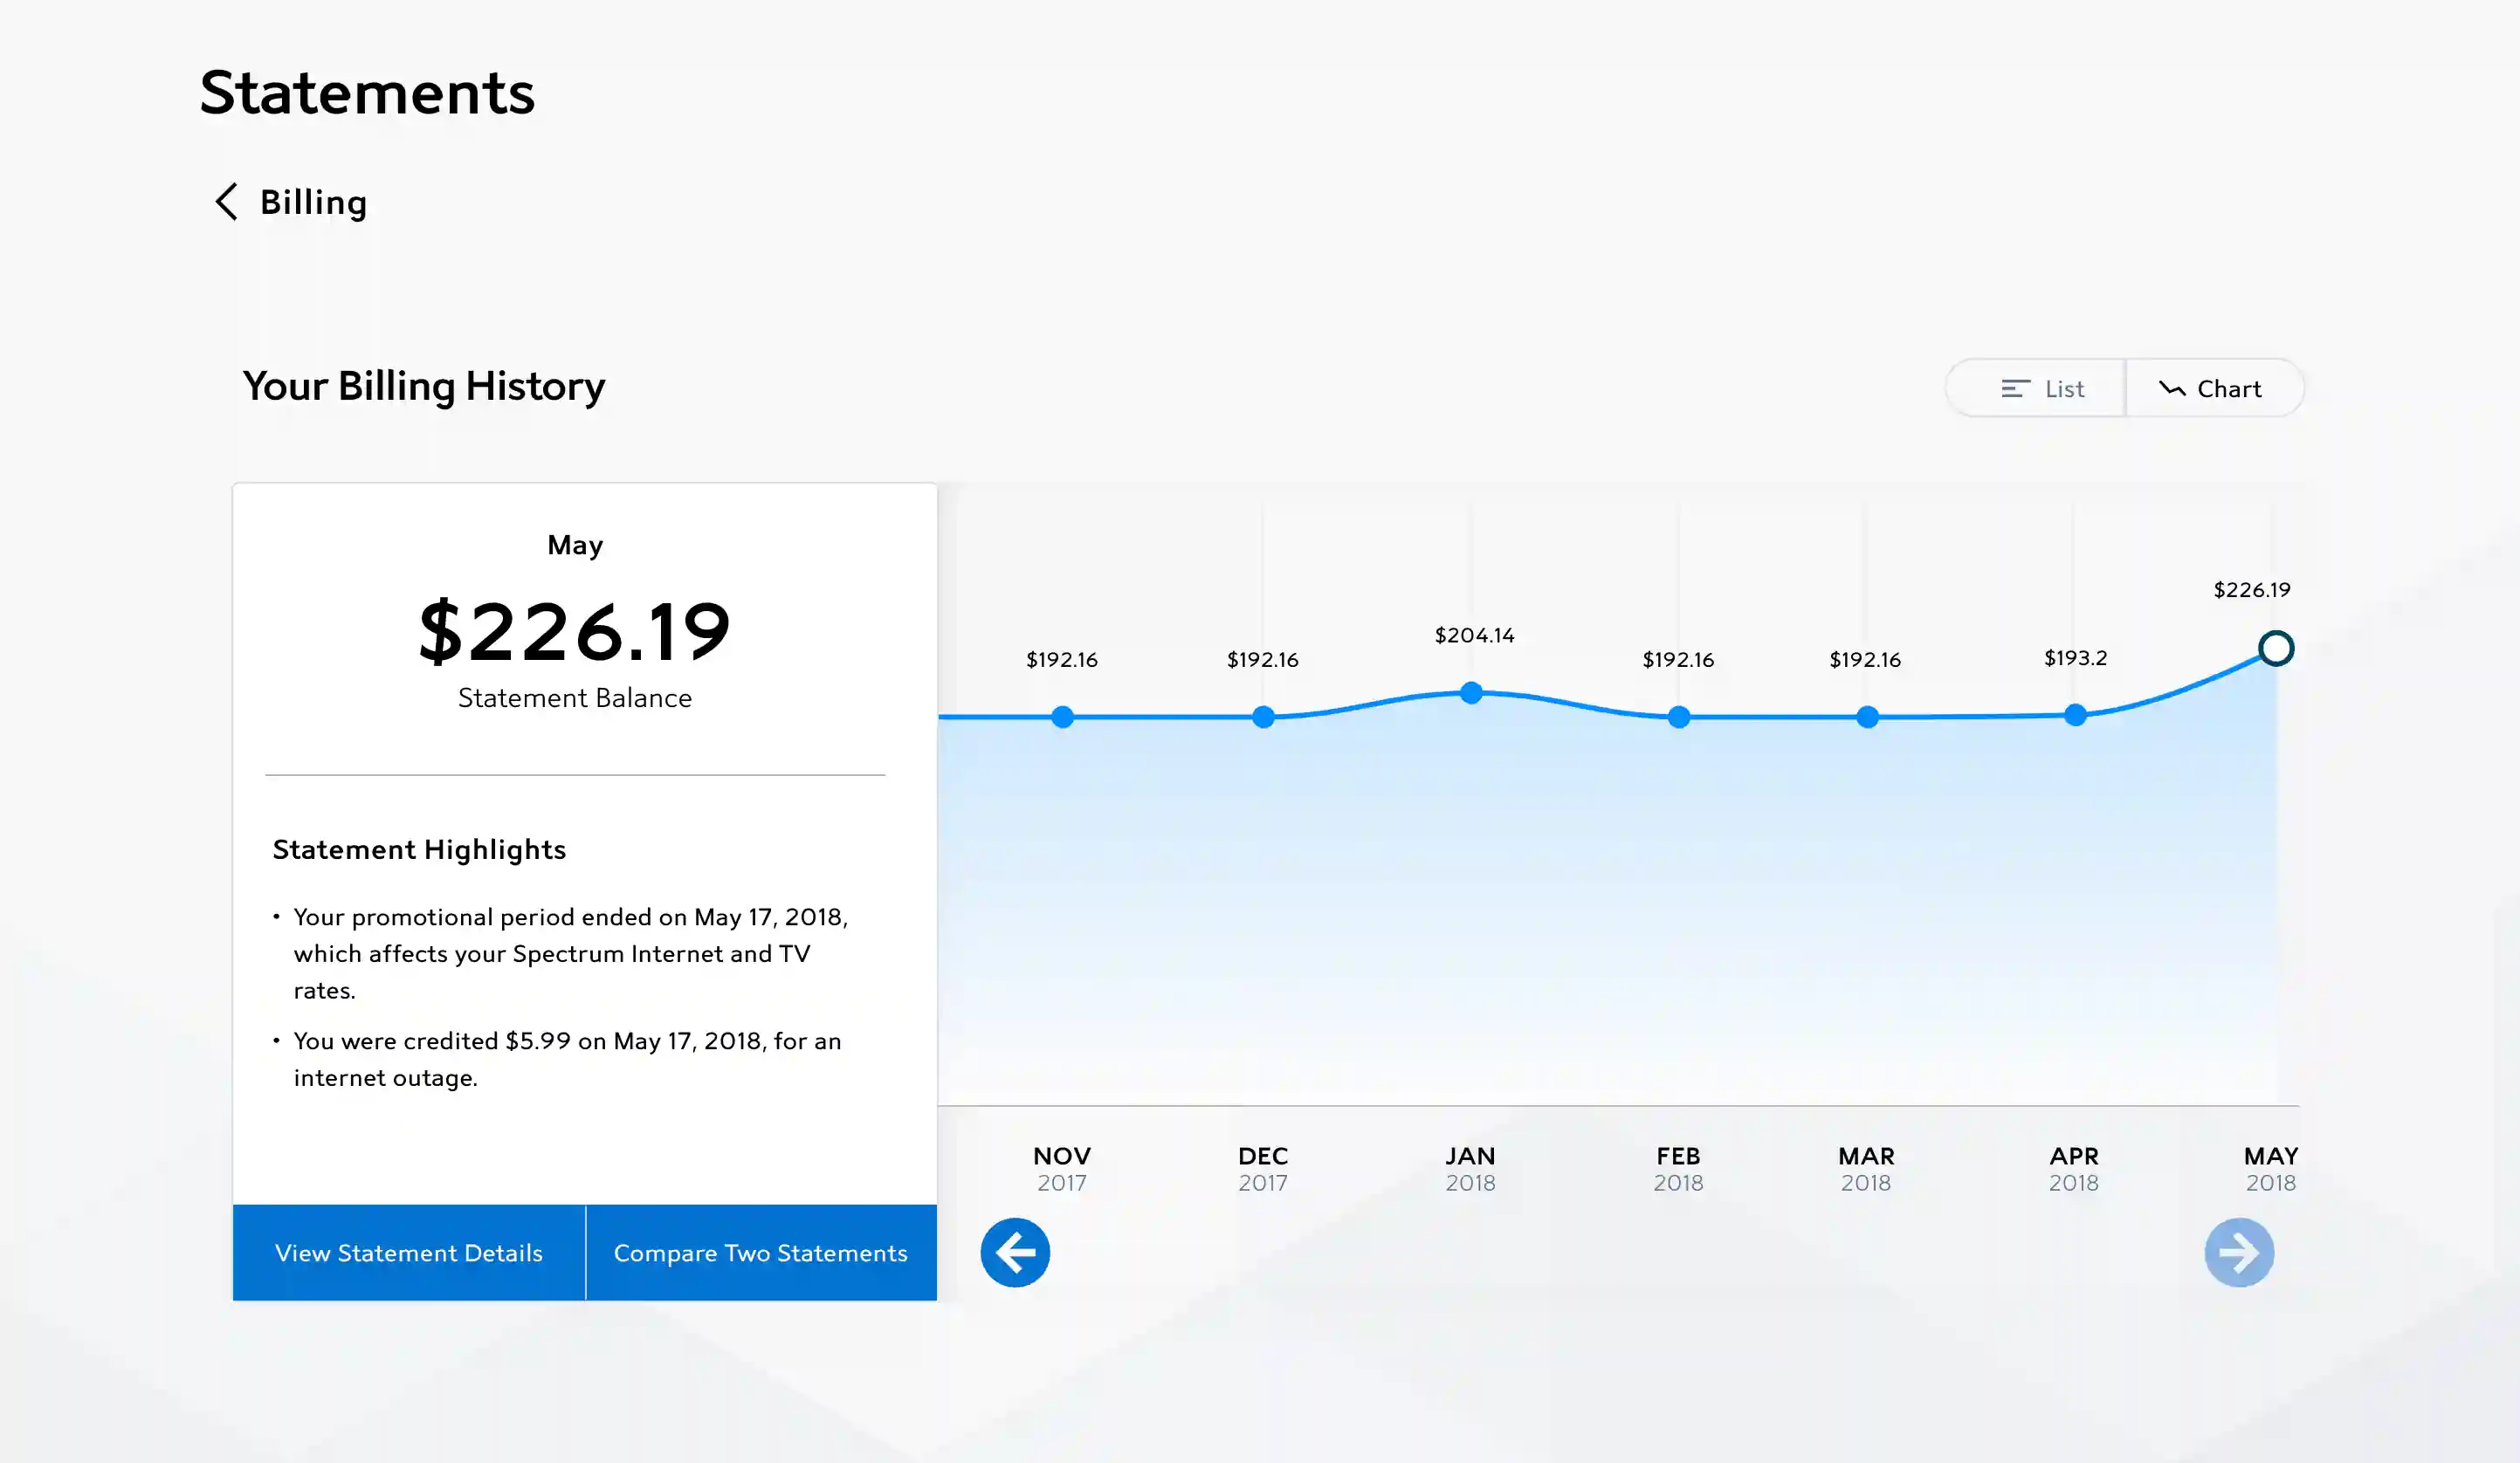 Statements
Billing
Your Billing History
List
Chart
May
$226.19
Statement Balance
Statement Highlights
• Your promotional period ended on May 17, 2018,
which affects your Spectrum Internet and TV
rates.
• You were credited $5.99 on May 17, 2018, for an
internet outage.
View Statement Details
Compare Two Statements
$192.16
$192.16
$204.14
$192.16
$192.16
$193.2
$226.19
NOV
2017
DEC
2017
JAN
2018
FEB
2018
MAR
2018
APR
2018
MAY
2018